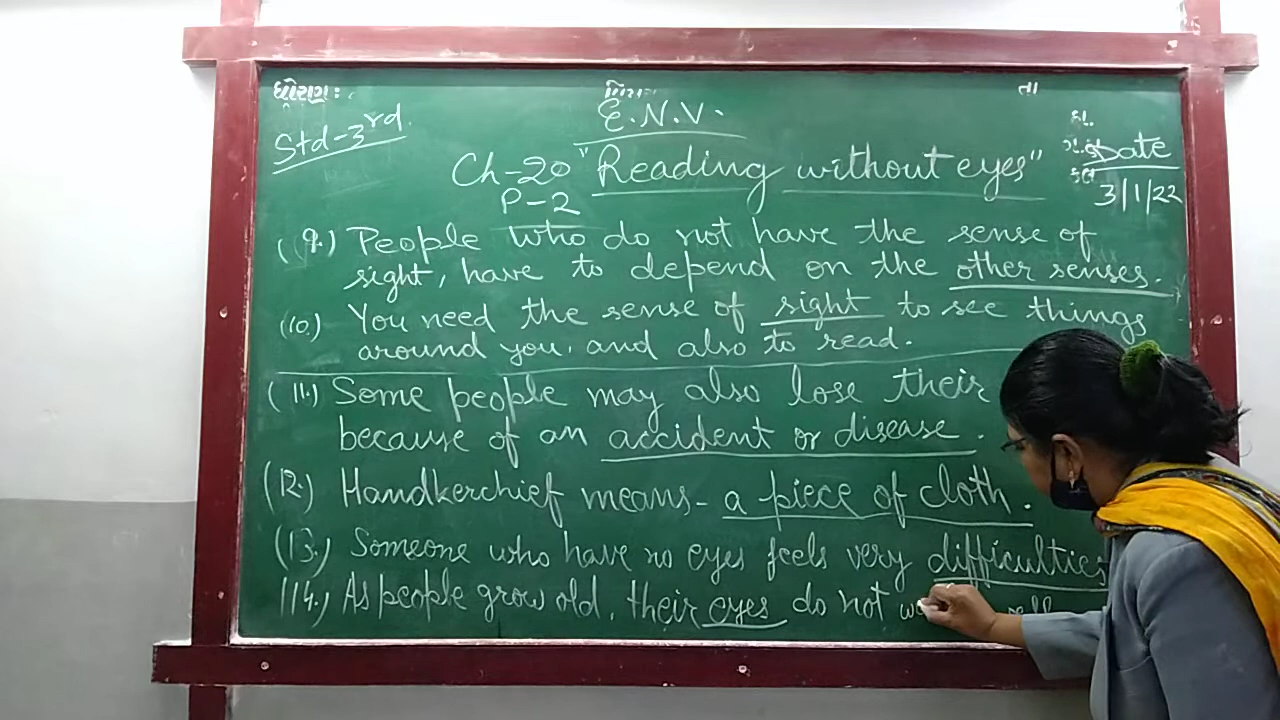 ધોરણ :
તા
Std-3rd.
E.N.V.
Date
3/1/22
Ch-20 "Reading without eyes"
P-2
(9.) People who do not have the sense of
sight, have to depend on the other senses.
(10.) You need the sense of sight to see things
around you, and also to read.
(11.) Some people may also lose their
because of an accident or disease.
(12.) Handkerchief means - a piece of cloth.
(13.) Someone who have no eyes feels very difficulties
(14.) As people grow old, their eyes do not